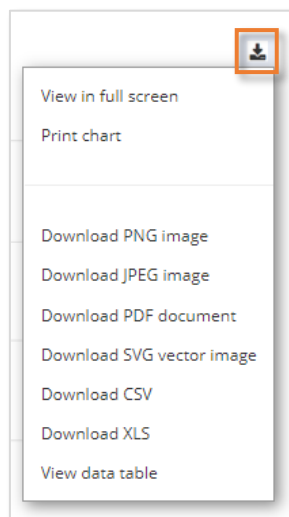 View in full screen
Print chart
Download PNG image
Download JPEG image
Download PDF document
Download SVG vector image
Download CSV
Download XLS
View data table